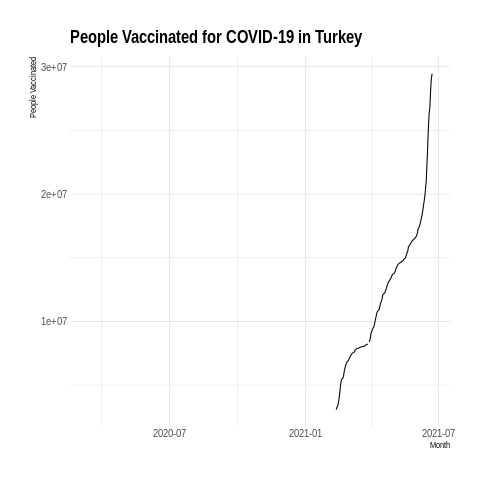 People Vaccinated for COVID-19 in Turkey
People Vaccinated
3e+07
2e+07
1e+07
2020-07
2021-01
2021-07
Month